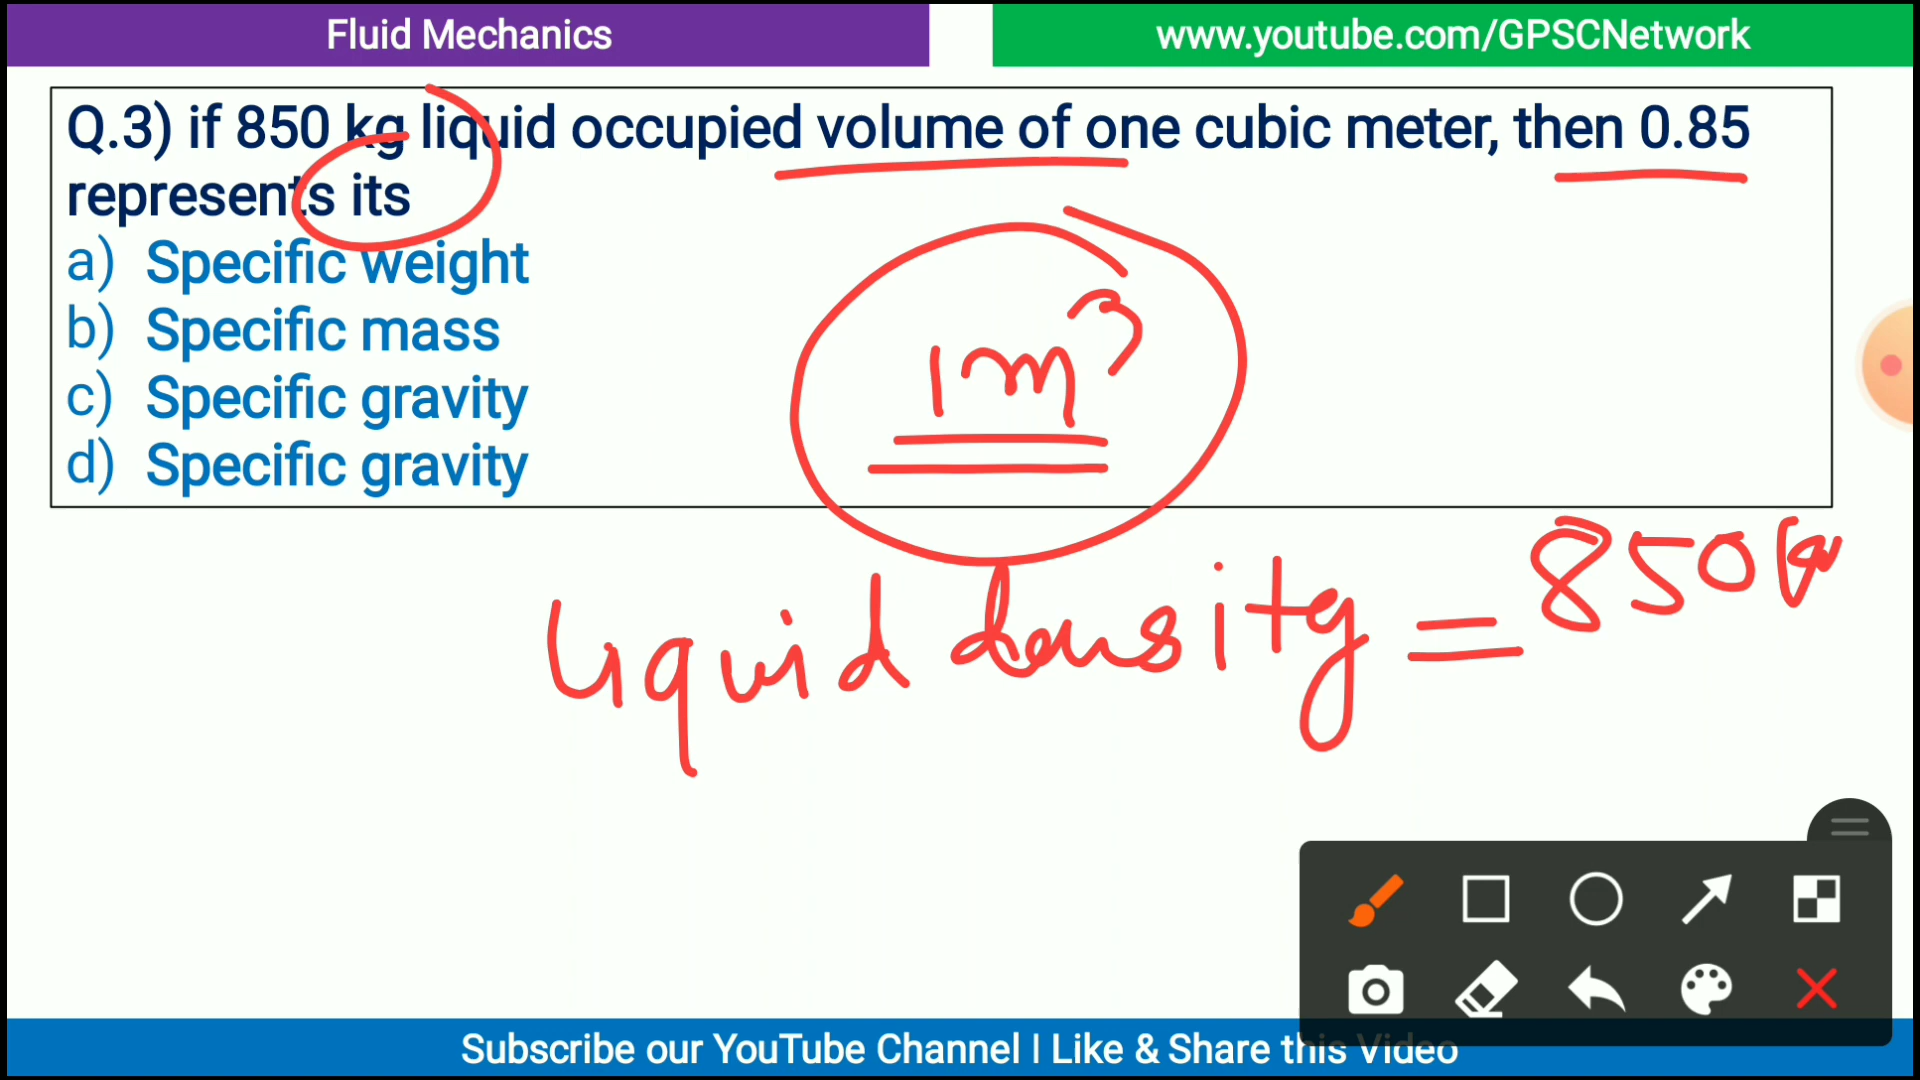 Fluid Mechanics
www.youtube.com/GPSCNetwork
Q.3) if 850 kg liquid occupied volume of one cubic meter, then 0.85
represents its
a) Specific weight
b) Specific mass
c) Specific gravity
d) Specific gravity
1m³
liquid density = 850 kg
Subscribe our YouTube Channel | Like & Share this Video